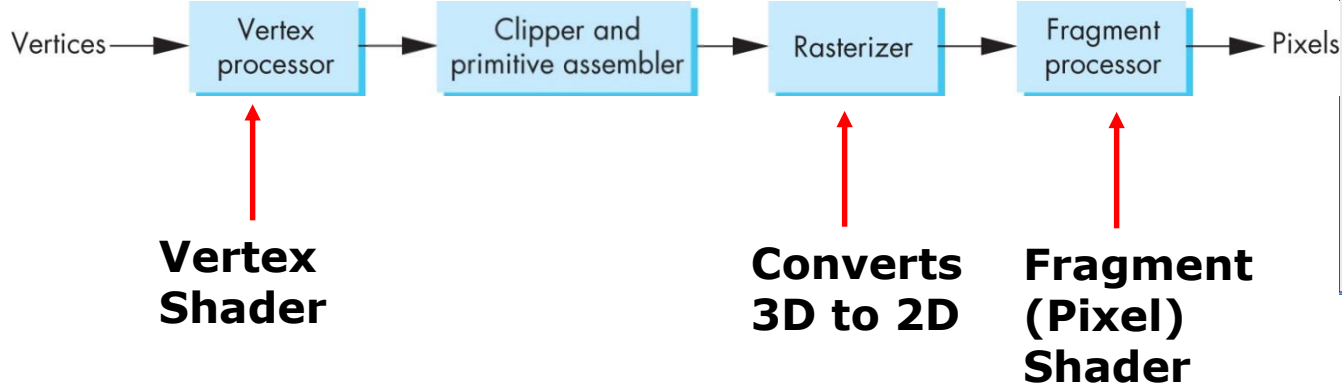 Vertices
Vertex
processor
Clipper and
primitive assembler
Rasterizer
Fragment
processor
Pixels
Vertex
Shader
Converts
3D to 2D
Fragment
(Pixel)
Shader